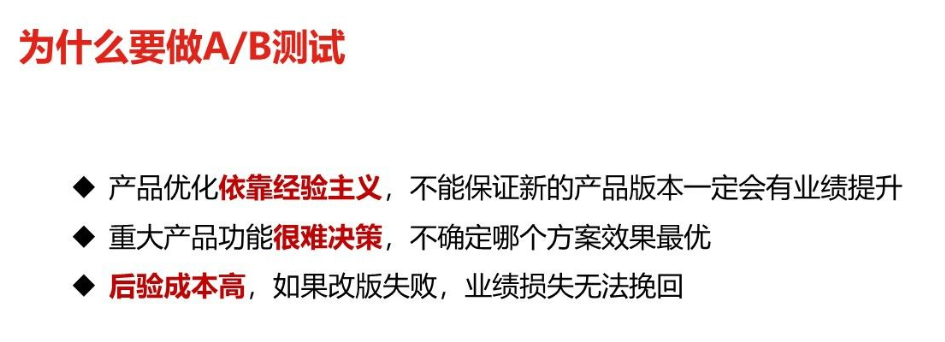 为什么要做A/B测试
◆ 产品优化依靠经验主义，不能保证新的产品版本一定会有业绩提升
◆ 重大产品功能很难决策，不确定哪个方案效果最优
◆ 后验成本高，如果改版失败，业绩损失无法挽回